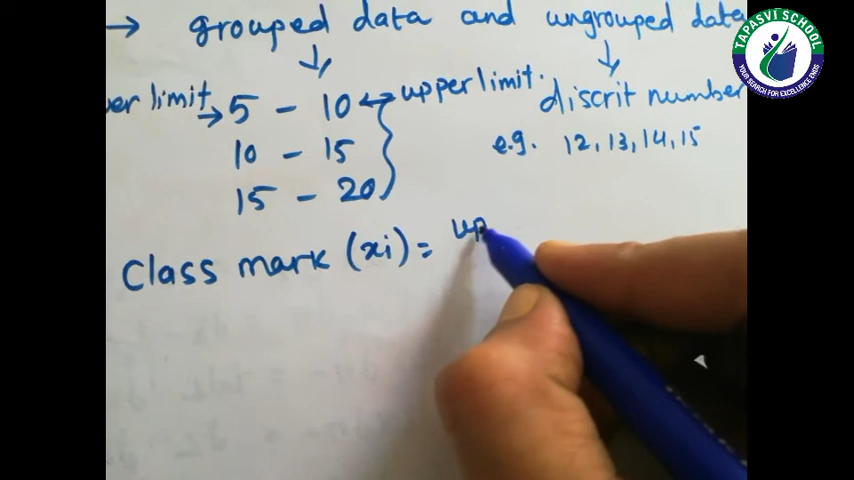 → grouped data and ungrouped data
↓ ↓
er limit → 5 - 10 ← upper limit. discrit number
10 - 15 e.g. 12, 13, 14, 15
15 - 20
Class mark (xi) = up
TAPASVI SCHOOL
YOUR SEARCH FOR EXCELLENCE ENDS